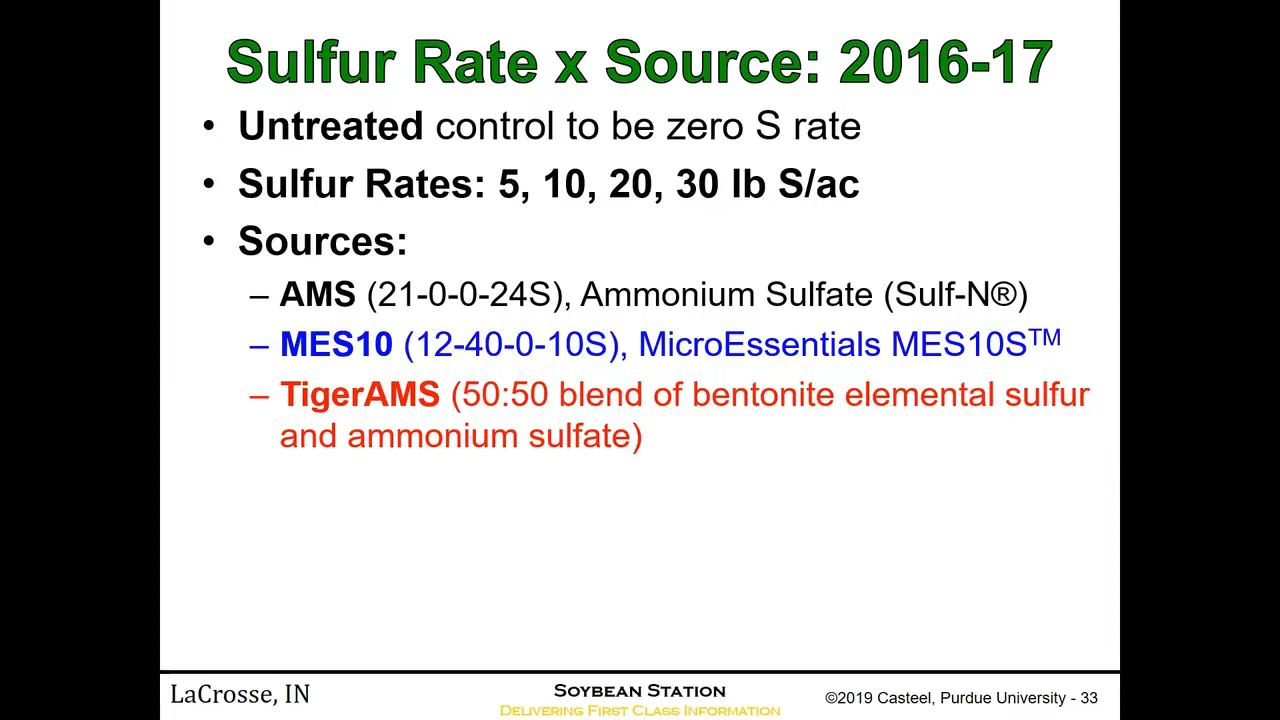 Sulfur Rate x Source: 2016-17
• Untreated control to be zero S rate
• Sulfur Rates: 5, 10, 20, 30 lb S/ac
• Sources:
– AMS (21-0-0-24S), Ammonium Sulfate (Sulf-N®)
– MES10 (12-40-0-10S), MicroEssentials MES10S™
– TigerAMS (50:50 blend of bentonite elemental sulfur
and ammonium sulfate)
LaCrosse, IN
Soybean Station
Delivering First Class Information
©2019 Casteel, Purdue University - 33